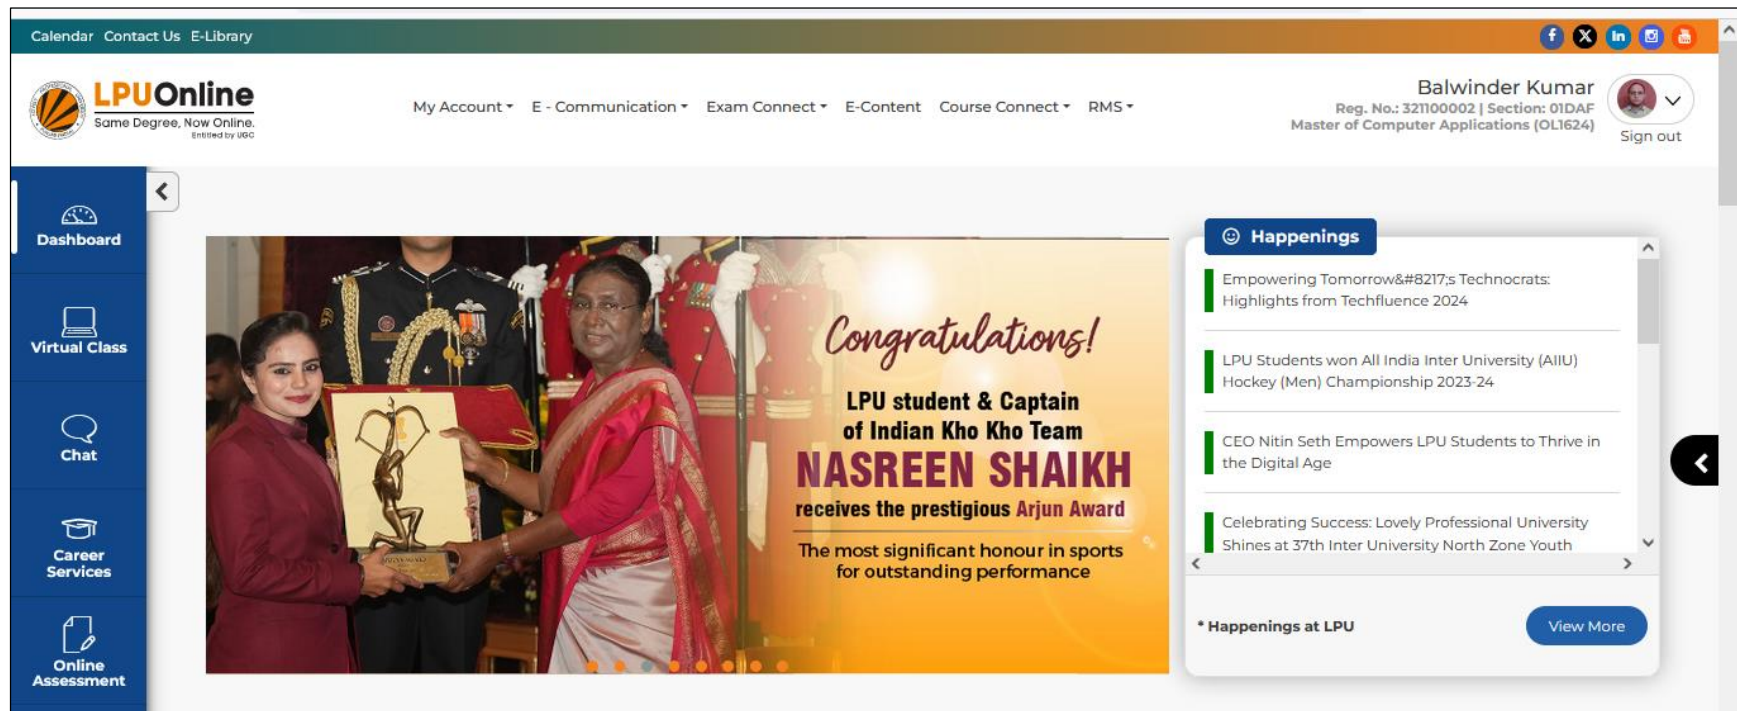 Calendar Contact Us E-Library
LPUOnline
Same Degree, Now Online.
Entitled by UGC
My Account E - Communication Exam Connect E-Content Course Connect RMS
Balwinder Kumar
Reg. No.: 321100002 | Section: 01DAF
Master of Computer Applications (OL1624)
Sign out
Dashboard
Virtual Class
Chat
Career
Services
Online
Assessment
Congratulations!
LPU student & Captain
of Indian Kho Kho Team
NASREEN SHAIKH
receives the prestigious Arjun Award
The most significant honour in sports
for outstanding performance
Happenings
Empowering Tomorrow&#8217;s Technocrats:
Highlights from Techfluence 2024
LPU Students won All India Inter University (AIIU)
Hockey (Men) Championship 2023-24
CEO Nitin Seth Empowers LPU Students to Thrive in
the Digital Age
Celebrating Success: Lovely Professional University
Shines at 37th Inter University North Zone Youth
* Happenings at LPU
View More